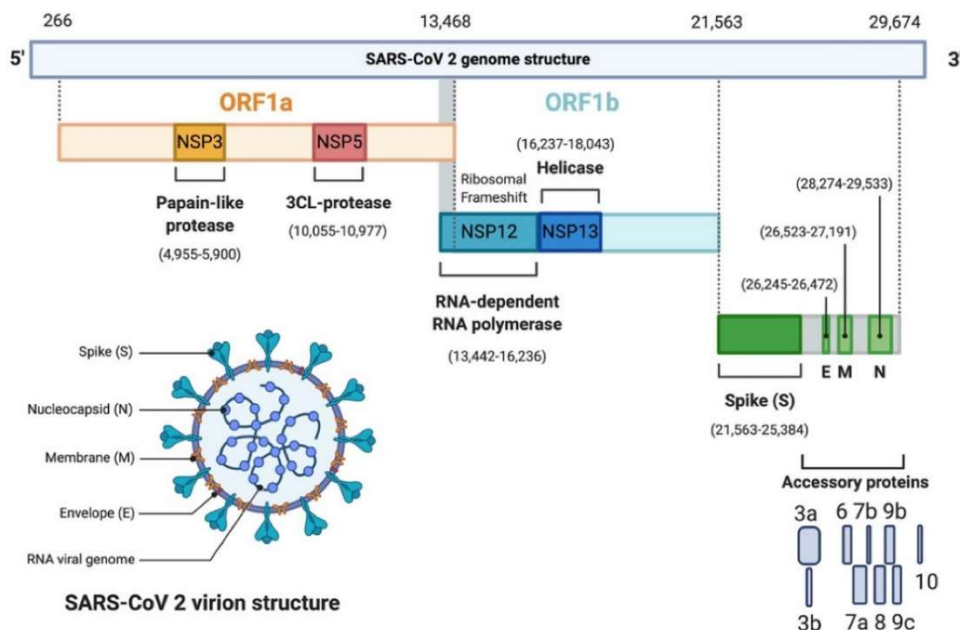 266
13,468
21,563
29,674
5'
SARS-CoV 2 genome structure
3'
ORF1a
ORF1b
NSP3
NSP5
(16,237-18,043)
Helicase
Papain-like
protease
(4,955-5,900)
3CL-protease
(10,055-10,977)
Ribosomal
Frameshift
NSP12
NSP13
RNA-dependent
RNA polymerase
(13,442-16,236)
(28,274-29,533)
(26,523-27,191)
(26,245-26,472)
E M N
Spike (S)
(21,563-25,384)
Accessory proteins
3a 6 7b 9b
10
3b 7a 8 9c
Spike (S)
Nucleocapsid (N)
Membrane (M)
Envelope (E)
RNA viral genome
SARS-CoV 2 virion structure